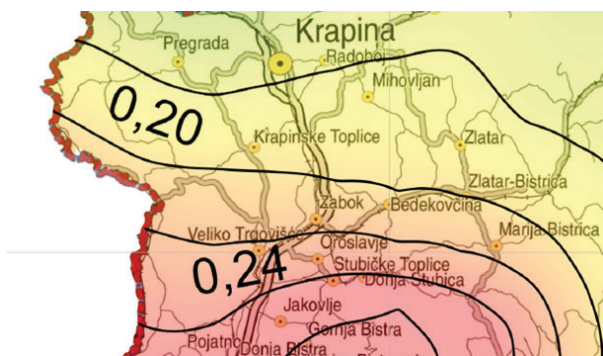 Krapina
Pregrada
Radoboj
Mihovljan
0,20
Krapinske Toplice
Zlatar
Zlatar-Bistrica
Zabok
Bedekovčina
Veliko Trgovišće
Oroslavje
Marija Bistrica
0,24
Stubičke Toplice
Donja Stubica
Jakovlje
Gornja Bistra
Pojatno
Donja Bistra